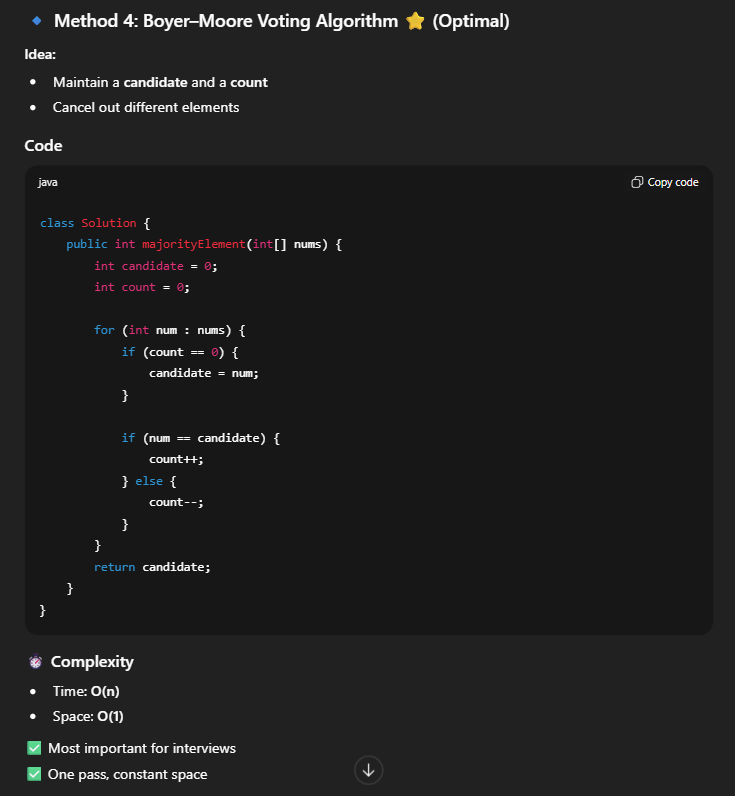 🔹 Method 4: Boyer–Moore Voting Algorithm ⭐ (Optimal)
Idea:
• Maintain a candidate and a count
• Cancel out different elements
Code
java
Copy code
class Solution {
    public int majorityElement(int[] nums) {
        int candidate = 0;
        int count = 0;

        for (int num : nums) {
            if (count == 0) {
                candidate = num;
            }

            if (num == candidate) {
                count++;
            } else {
                count--;
            }
        }
        return candidate;
    }
}
⏱ Complexity
• Time: O(n)
• Space: O(1)
✅ Most important for interviews
✅ One pass, constant space